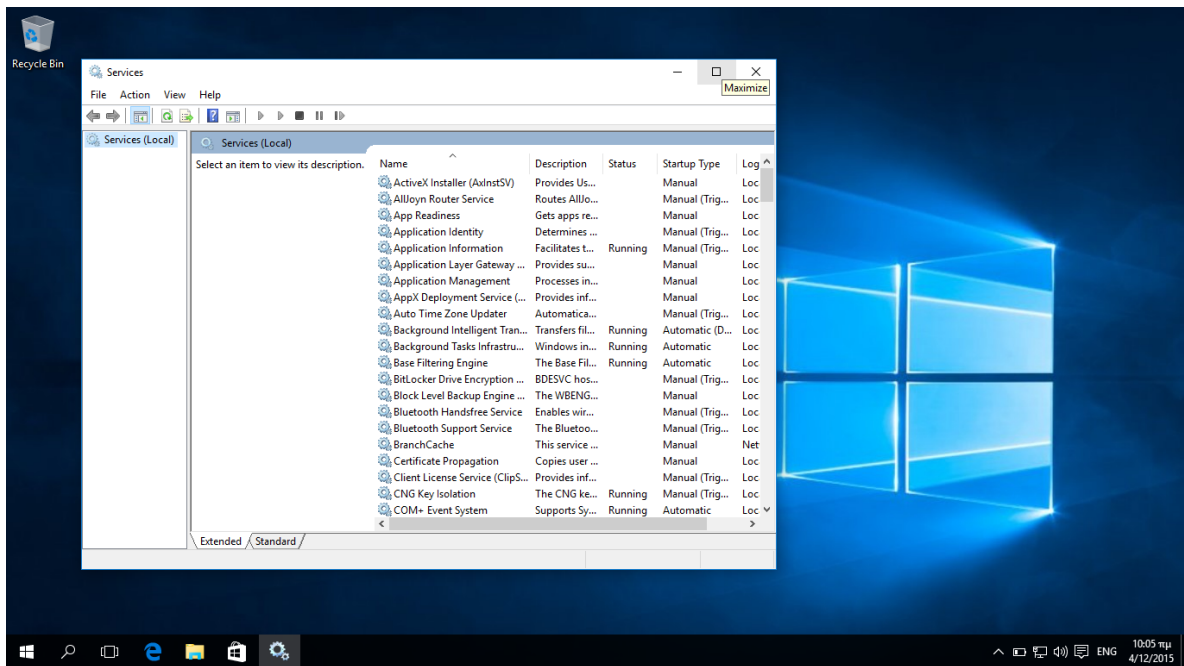 Recycle Bin
Services
Maximize
File Action View Help
Services (Local)
Services (Local)
Select an item to view its description.
Name Description Status Startup Type Log
ActiveX Installer (AxInstSV) Provides Us... Manual Loc
AllJoyn Router Service Routes AllJo... Manual (Trig... Loc
App Readiness Gets apps re... Manual Loc
Application Identity Determines ... Manual (Trig... Loc
Application Information Facilitates t... Running Manual (Trig... Loc
Application Layer Gateway ... Provides su... Manual Loc
Application Management Processes in... Manual Loc
AppX Deployment Service (... Provides inf... Manual Loc
Auto Time Zone Updater Automatica... Manual (Trig... Loc
Background Intelligent Tran... Transfers fil... Running Automatic (D... Loc
Background Tasks Infrastru... Windows in... Running Automatic Loc
Base Filtering Engine The Base Fil... Running Automatic Loc
BitLocker Drive Encryption ... BDESVC hos... Manual (Trig... Loc
Block Level Backup Engine ... The WBENG... Manual Loc
Bluetooth Handsfree Service Enables wir... Manual (Trig... Loc
Bluetooth Support Service The Bluetoo... Manual (Trig... Loc
BranchCache This service ... Manual Net
Certificate Propagation Copies user ... Manual Loc
Client License Service (ClipS... Provides inf... Manual (Trig... Loc
CNG Key Isolation The CNG ke... Running Manual (Trig... Loc
COM+ Event System Supports Sy... Running Automatic Loc
Extended Standard
ENG
10:05 πμ
4/12/2015